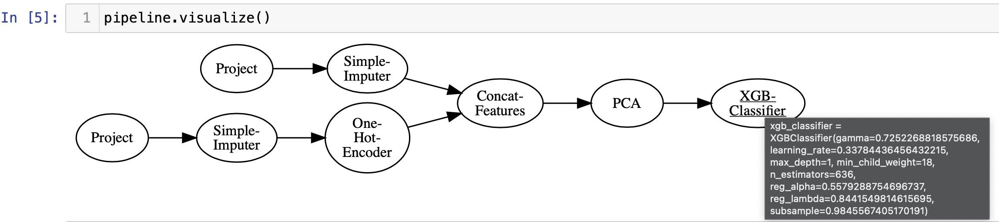 In [5]:
1 pipeline.visualize()
Project
Simple-
Imputer
Project
Simple-
Imputer
One-
Hot-
Encoder
Concat-
Features
PCA
XGB-
Classifier
xgb_classifier =
XGBClassifier(gamma=0.7252268818575686,
learning_rate=0.33784436456432215,
max_depth=1, min_child_weight=18,
n_estimators=636,
reg_alpha=0.5579288754696737,
reg_lambda=0.8441549814615695,
subsample=0.9845567405170191)